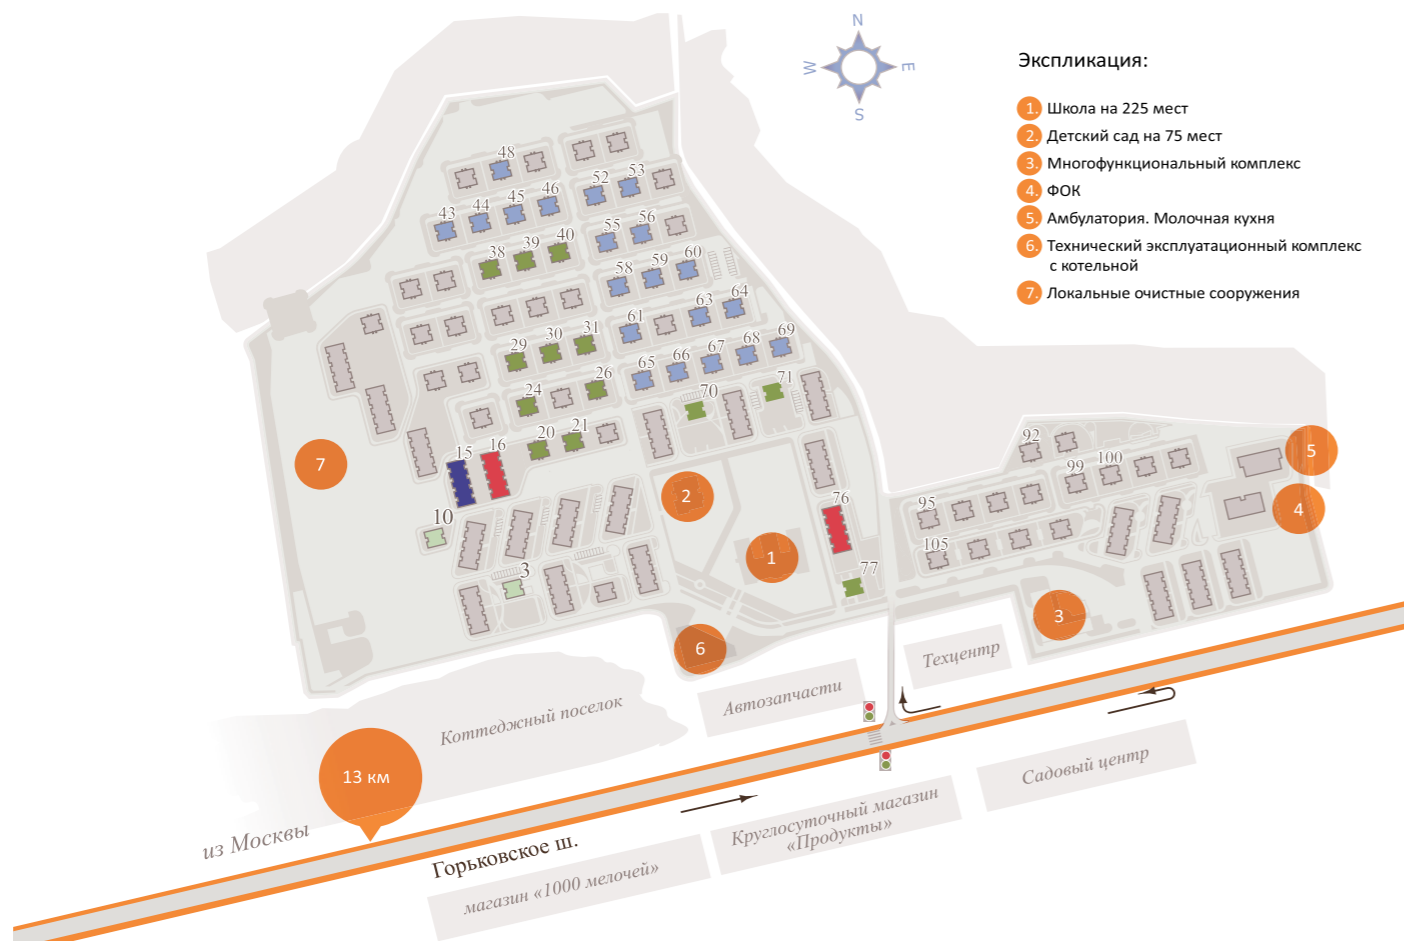 N
W
E
S
Экспликация:
1. Школа на 225 мест
2. Детский сад на 75 мест
3. Многофункциональный комплекс
4. ФОК
5. Амбулатория. Молочная кухня
6. Технический эксплуатационный комплекс
с котельной
7. Локальные очистные сооружения
48
52
53
43
44
45
46
55
56
38
39
40
58
59
60
61
63
64
29
30
31
65
66
67
68
69
24
26
70
71
20
21
15
16
10
3
76
77
92
99
100
95
105
7
2
1
6
5
4
3
Техцентр
Автозапчасти
Коттеджный поселок
13 км
Садовый центр
Круглосуточный магазин
«Продукты»
из Москвы
Горьковское ш.
магазин «1000 мелочей»